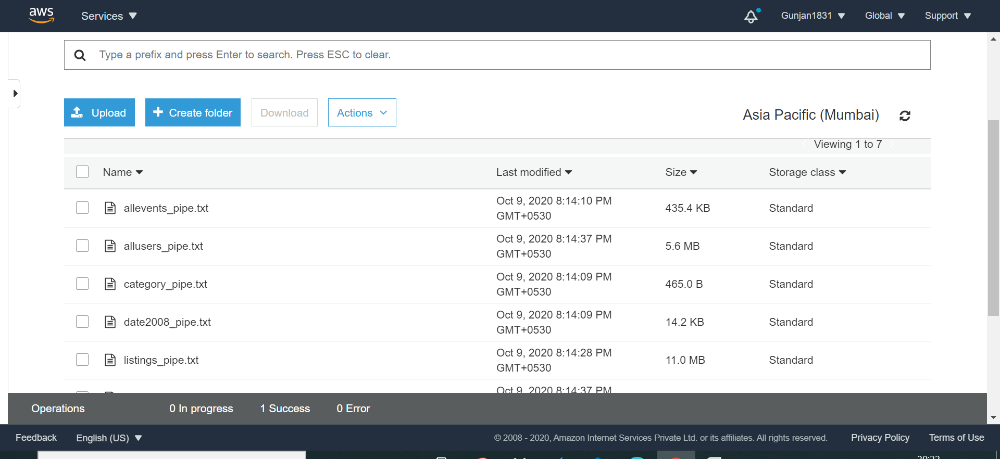 aws Services Gunjan1831 Global Support
Type a prefix and press Enter to search. Press ESC to clear.
Upload Create folder Download Actions Asia Pacific (Mumbai)
Viewing 1 to 7
Name Last modified Size Storage class
allevents_pipe.txt Oct 9, 2020 8:14:10 PM GMT+0530 435.4 KB Standard
allusers_pipe.txt Oct 9, 2020 8:14:37 PM GMT+0530 5.6 MB Standard
category_pipe.txt Oct 9, 2020 8:14:09 PM GMT+0530 465.0 B Standard
date2008_pipe.txt Oct 9, 2020 8:14:09 PM GMT+0530 14.2 KB Standard
listings_pipe.txt Oct 9, 2020 8:14:28 PM GMT+0530 11.0 MB Standard
Oct 9, 2020 8:14:37 PM
Operations 0 In progress 1 Success 0 Error
Feedback English (US) © 2008 - 2020, Amazon Internet Services Private Ltd. or its affiliates. All rights reserved. Privacy Policy Terms of Use